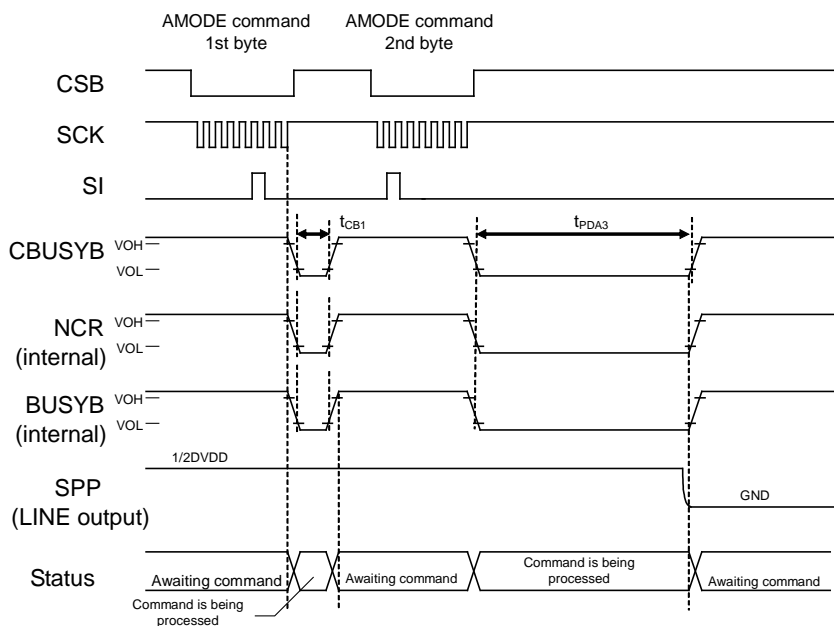 AMODE command
1st byte
AMODE command
2nd byte
CSB
SCK
SI
tCB1
tPDA3
CBUSYB
VOH
VOL
NCR
(internal)
VOH
VOL
BUSYB
(internal)
VOH
VOL
1/2DVDD
SPP
(LINE output)
GND
Status
Awaiting command
Command is being
processed
Awaiting command
Command is being
processed
Awaiting command